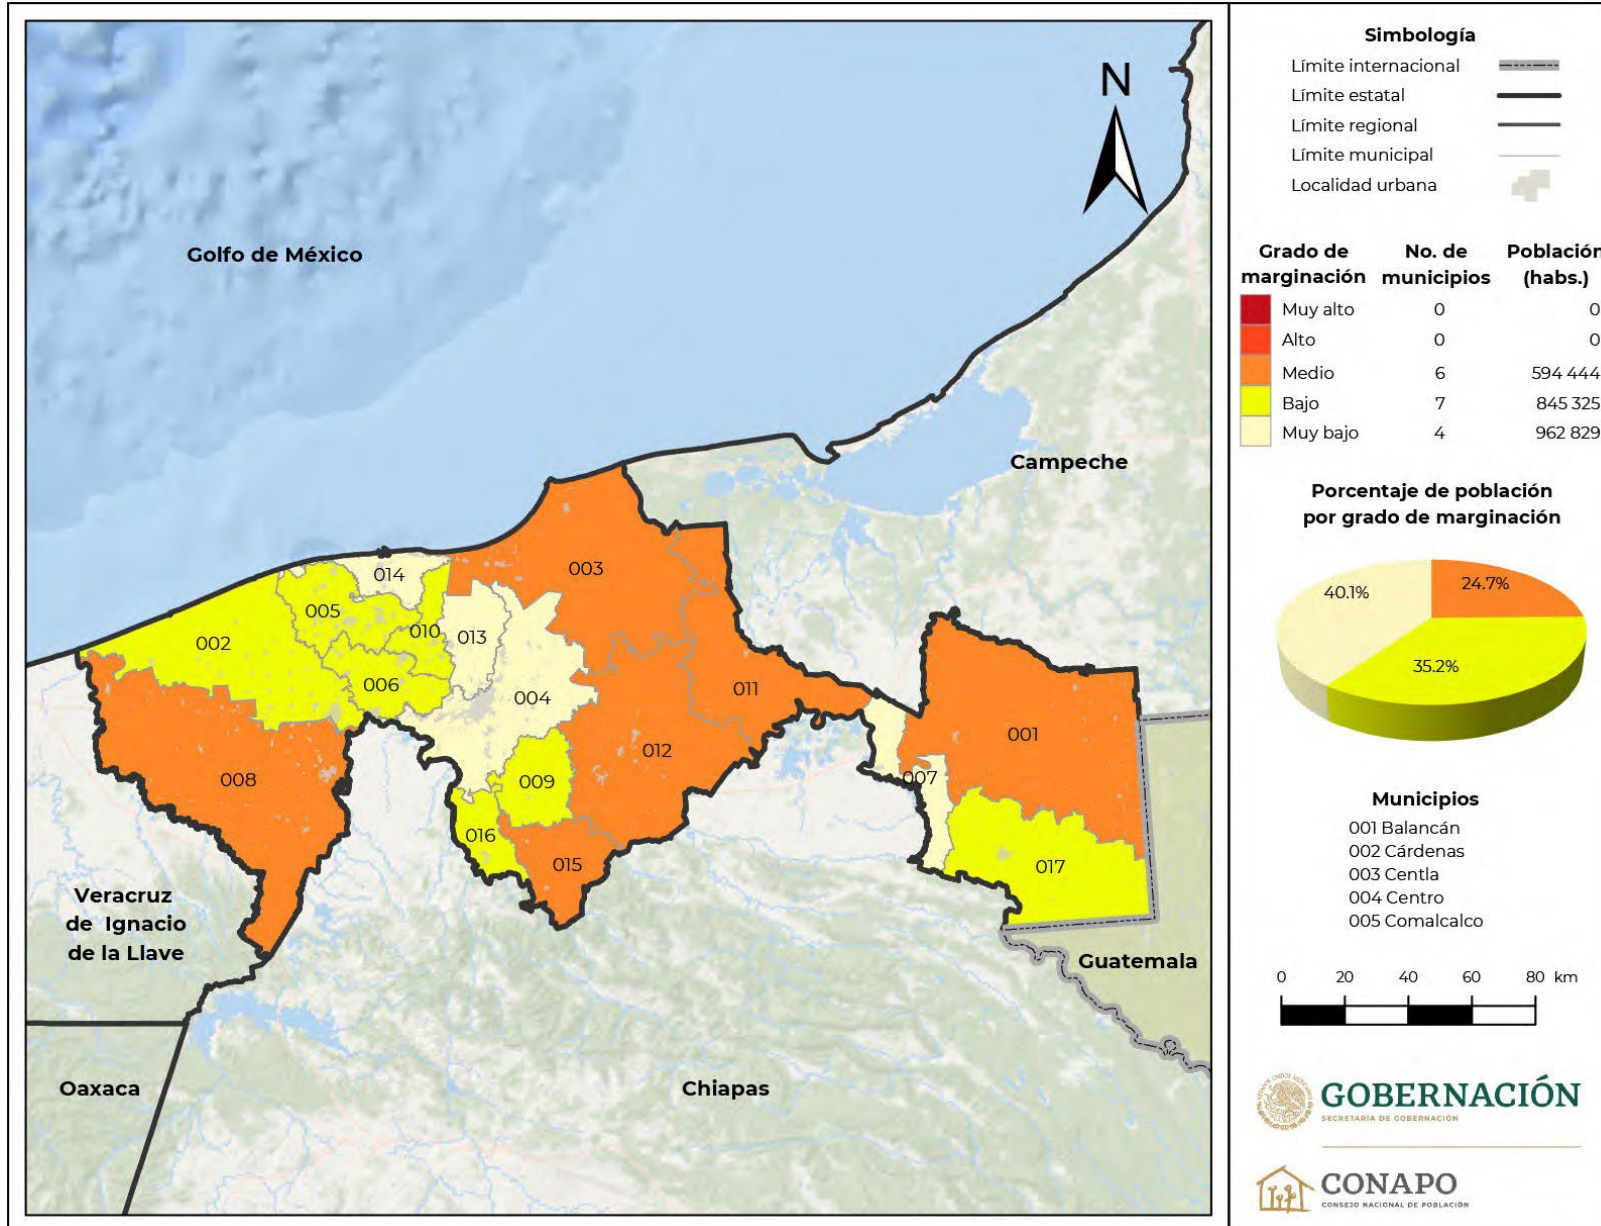 Golfo de México
N
Campeche
014
003
005
010
013
002
006
004
011
001
012
008
009
007
016
015
017
Veracruz
de Ignacio
de la Llave
Guatemala
Oaxaca
Chiapas
Simbología
Límite internacional
Límite estatal
Límite regional
Límite municipal
Localidad urbana
Grado de marginación No. de municipios Población (habs.)
Muy alto 0 0
Alto 0 0
Medio 6 594 444
Bajo 7 845 325
Muy bajo 4 962 829
Porcentaje de población
por grado de marginación
40.1%
24.7%
35.2%
Municipios
001 Balancán
002 Cárdenas
003 Centla
004 Centro
005 Comalcalco
0 20 40 60 80 km
GOBERNACIÓN
SECRETARÍA DE GOBERNACIÓN
CONAPO
CONSEJO NACIONAL DE POBLACIÓN